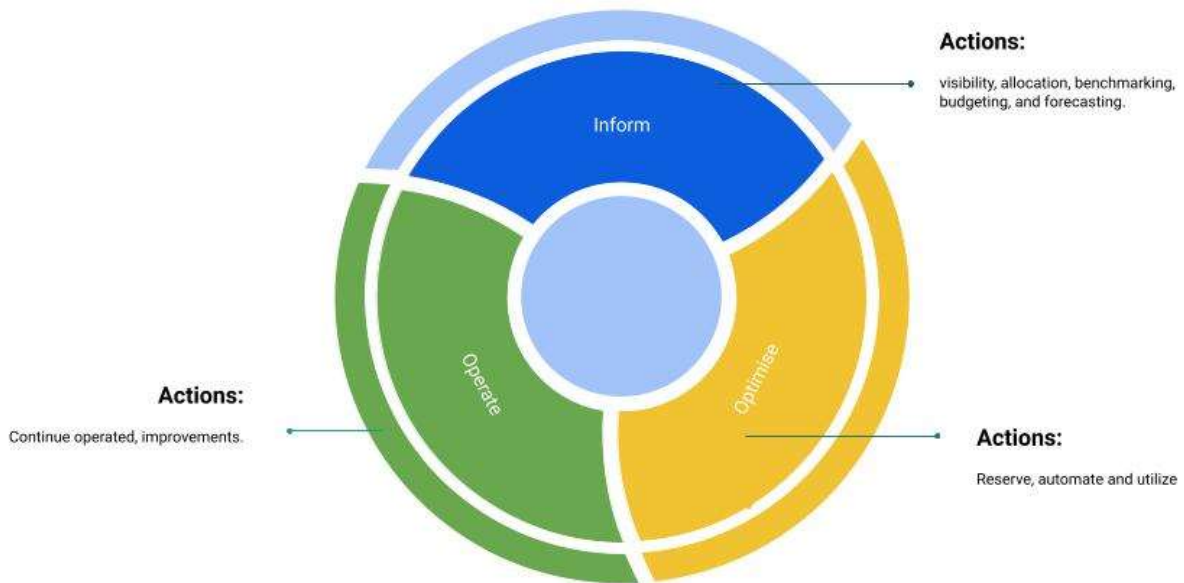 Actions:
visibility, allocation, benchmarking,
budgeting, and forecasting.
Inform
Optimise
Operate
Actions:
Continue operated, improvements.
Actions:
Reserve, automate and utilize